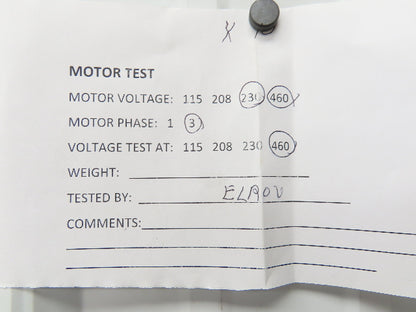 MOTOR TEST
MOTOR VOLTAGE: 115 208 230 460
MOTOR PHASE: 1 3
VOLTAGE TEST AT: 115 208 230 460
WEIGHT:
TESTED BY:
COMMENTS: